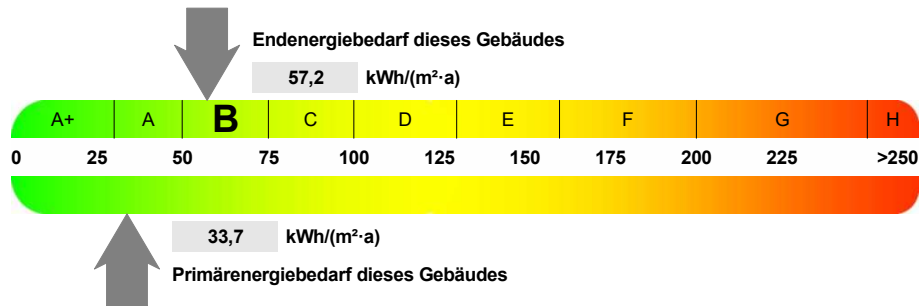 Endenergiebedarf dieses Gebäudes
57,2 kWh/(m²·a)
A+ A B C D E F G H
0 25 50 75 100 125 150 175 200 225 >250
33,7 kWh/(m²·a)
Primärenergiebedarf dieses Gebäudes